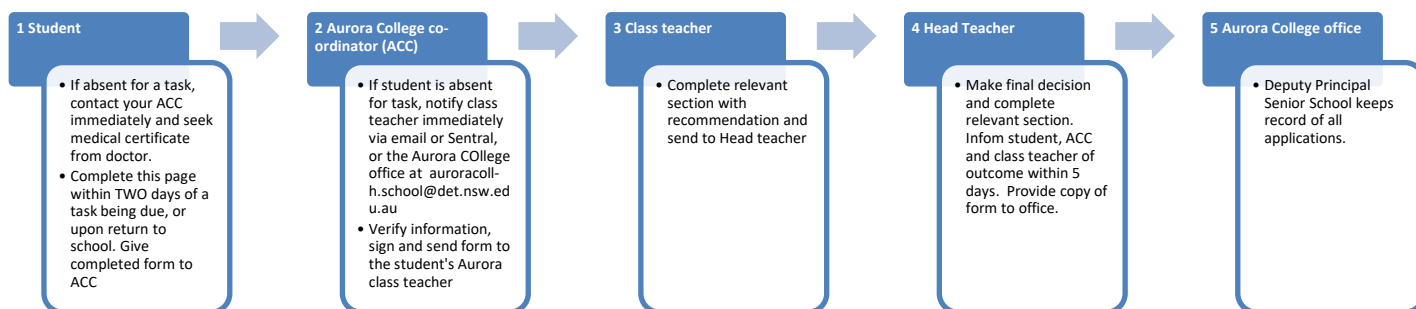 1 Student
• If absent for a task,
contact your ACC
immediately and seek
medical certificate
from doctor.
• Complete this page
within TWO days of a
task being due, or
upon return to
school. Give
completed form to
ACC
2 Aurora College co-
ordinator (ACC)
• If student is absent
for task, notify class
teacher immediately
via email or Sentral,
or the Aurora COllege
office at auroracoll-
h.school@det.nsw.ed
u.au
• Verify information,
sign and send form to
the student's Aurora
class teacher
3 Class teacher
• Complete relevant
section with
recommendation and
send to Head teacher
4 Head Teacher
• Make final decision
and complete
relevant section.
Infom student, ACC
and class teacher of
outcome within 5
days. Provide copy of
form to office.
5 Aurora College office
• Deputy Principal
Senior School keeps
record of all
applications.